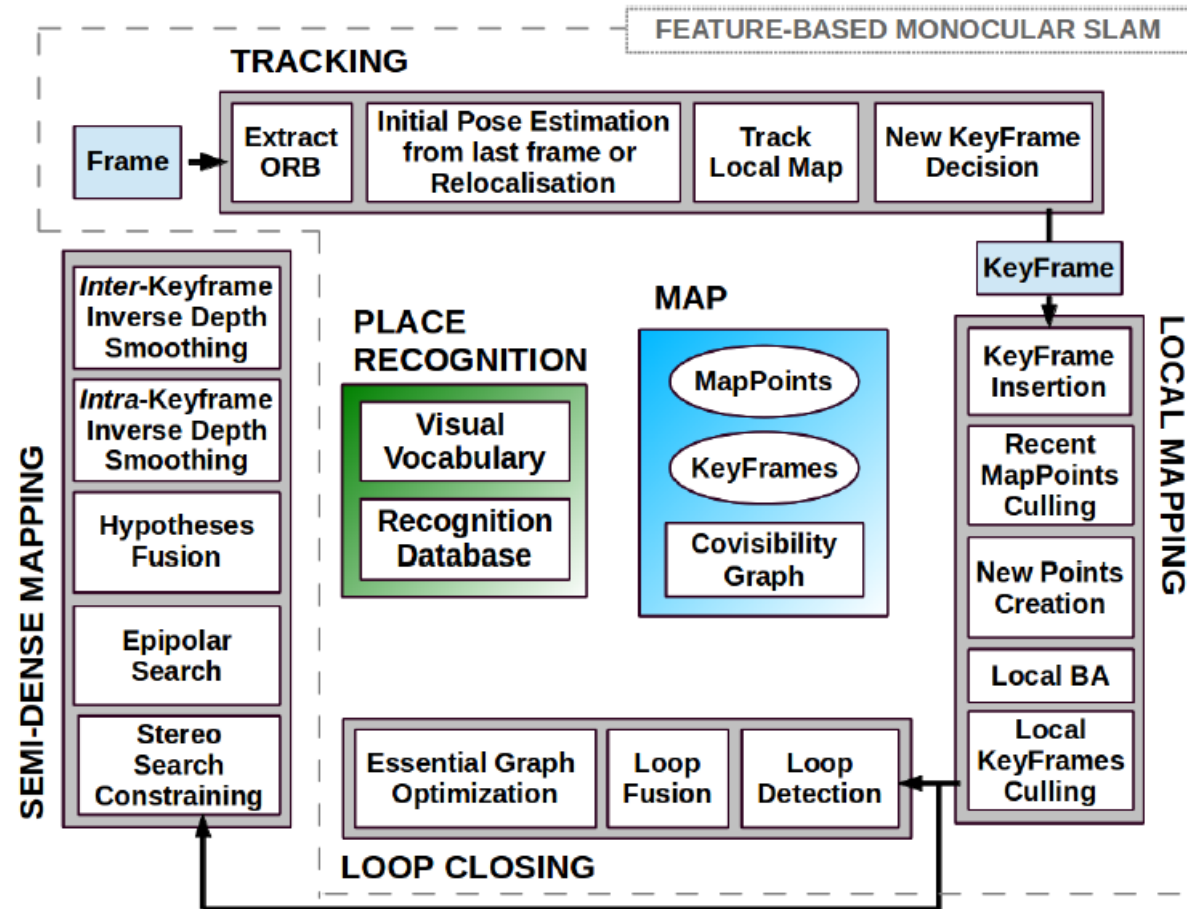 FEATURE-BASED MONOCULAR SLAM
TRACKING
Frame
Extract
ORB
Initial Pose Estimation
from last frame or
Relocalisation
Track
Local Map
New KeyFrame
Decision
KeyFrame
LOCAL MAPPING
KeyFrame
Insertion
Recent
MapPoints
Culling
New Points
Creation
Local BA
Local
KeyFrames
Culling
MAP
MapPoints
KeyFrames
Covisibility
Graph
PLACE
RECOGNITION
Visual
Vocabulary
Recognition
Database
SEMI-DENSE MAPPING
Inter-Keyframe
Inverse Depth
Smoothing
Intra-Keyframe
Inverse Depth
Smoothing
Hypotheses
Fusion
Epipolar
Search
Stereo
Search
Constraining
Essential Graph
Optimization
Loop
Fusion
Loop
Detection
LOOP CLOSING